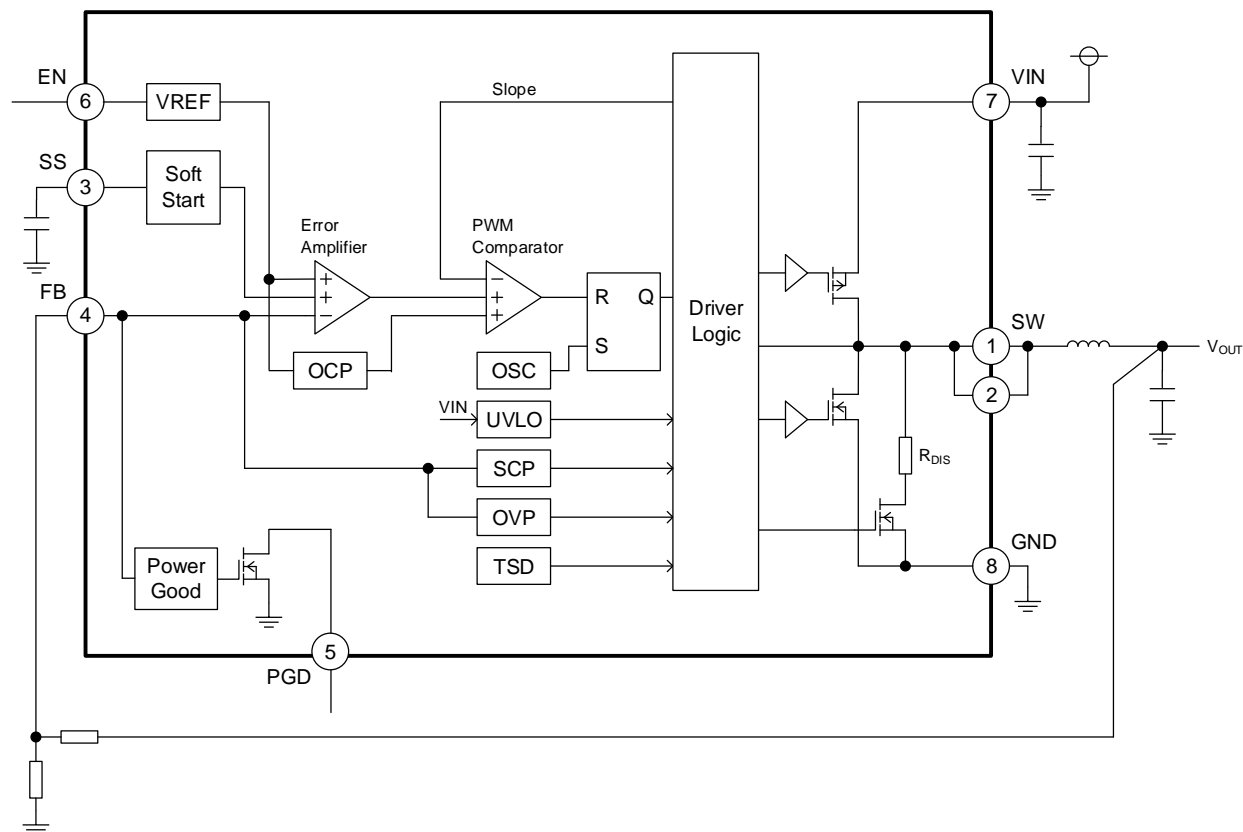 EN
6
VREF
Slope
VIN
7
SS
3
Soft
Start
Error
Amplifier
PWM
Comparator
FB
4
+
+
−
−
+
+
R
Q
S
Driver
Logic
SW
1
2
VOUT
OCP
OSC
VIN
UVLO
SCP
OVP
TSD
RDIS
Power
Good
GND
8
5
PGD